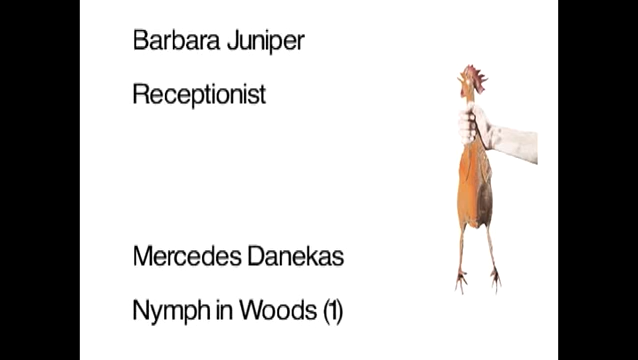 Barbara Juniper
Receptionist
Mercedes Danekas
Nymph in Woods (1)